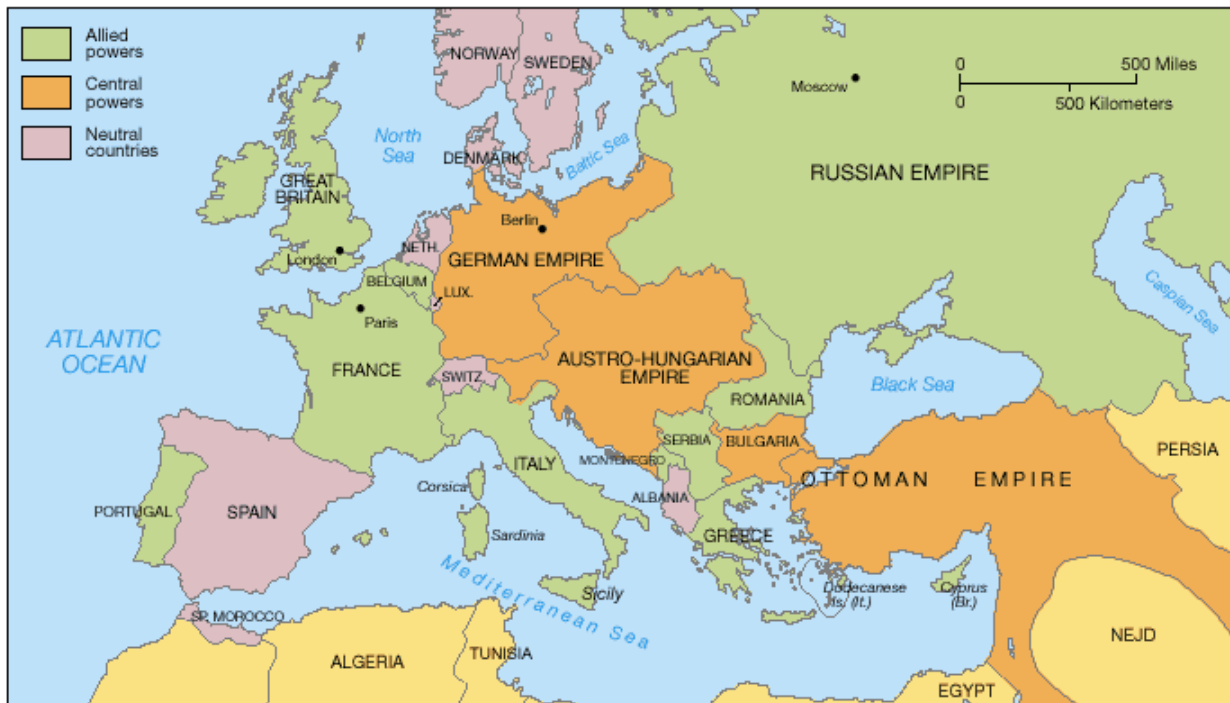 Allied
powers
Central
powers
Neutral
countries
0 500 Miles
0 500 Kilometers
NORWAY
SWEDEN
Moscow
North
Sea
DENMARK
Baltic Sea
RUSSIAN EMPIRE
GREAT
BRITAIN
Berlin
London
NETH.
GERMAN EMPIRE
BELGIUM
LUX.
Caspian Sea
Paris
ATLANTIC
OCEAN
FRANCE
SWITZ.
AUSTRO-HUNGARIAN
EMPIRE
Black Sea
ROMANIA
SERBIA
BULGARIA
PERSIA
ITALY
MONTENEGRO
OTTOMAN EMPIRE
Corsica
ALBANIA
PORTUGAL
SPAIN
Sardinia
GREECE
Mediterranean Sea
Sicily
Dodecanese
Is. (It.)
Cyprus
(Br.)
SP. MOROCCO
NEJD
ALGERIA
TUNISIA
EGYPT